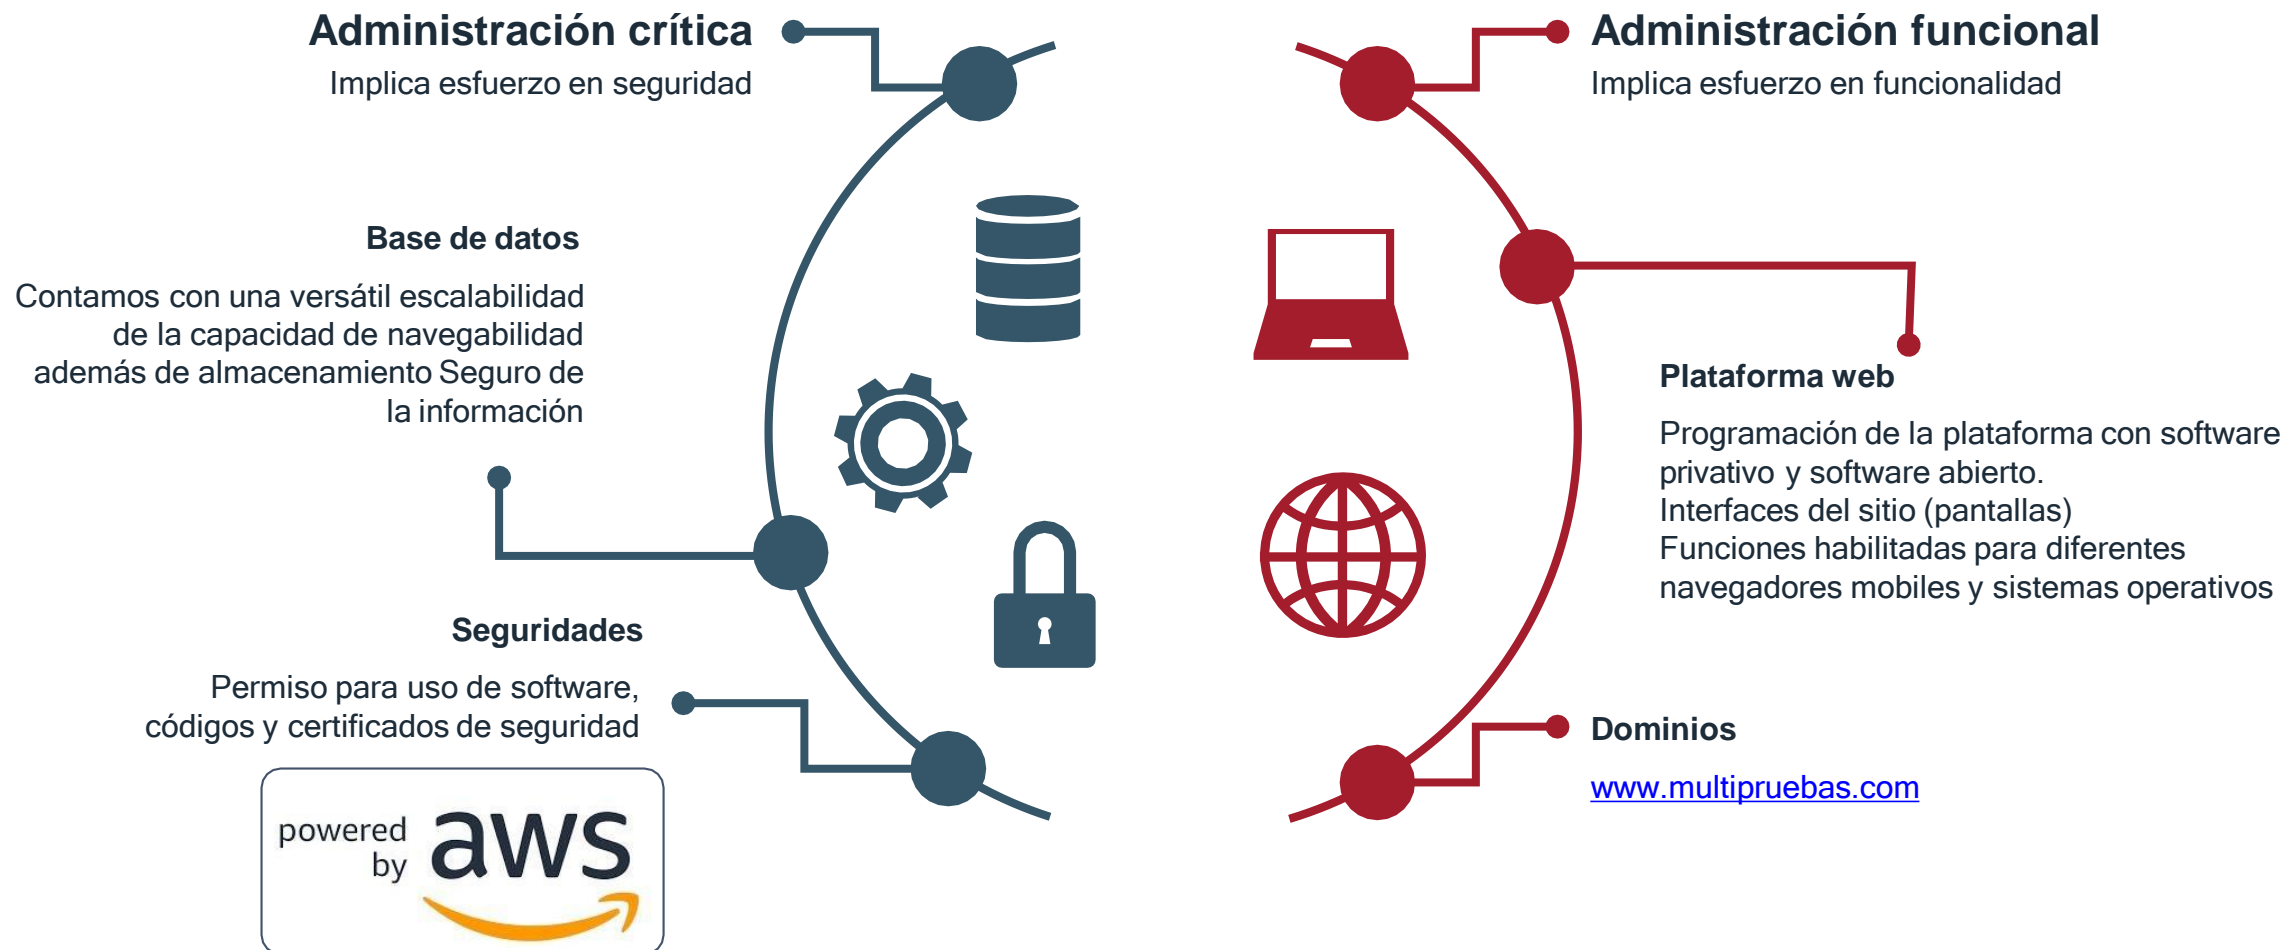 Administración crítica
Implica esfuerzo en seguridad
Base de datos
Contamos con una versátil escalabilidad
de la capacidad de navegabilidad
además de almacenamiento Seguro de
la información
Seguridades
Permiso para uso de software,
códigos y certificados de seguridad
powered
by
aws
Administración funcional
Implica esfuerzo en funcionalidad
Plataforma web
Programación de la plataforma con software
privativo y software abierto.
Interfaces del sitio (pantallas)
Funciones habilitadas para diferentes
navegadores mobiles y sistemas operativos
Dominios
www.multipruebas.com